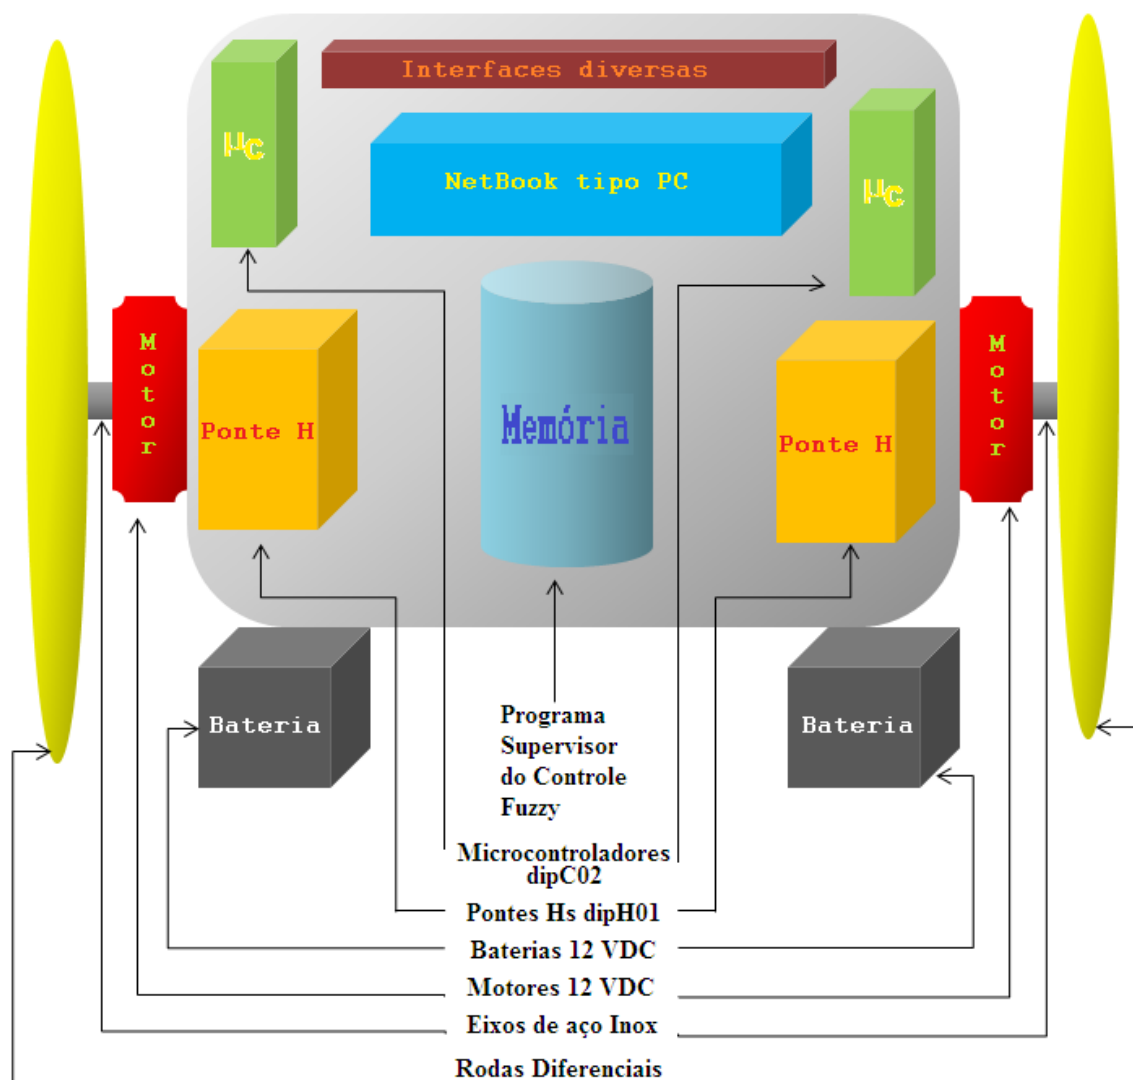 Interfaces diversas
μc
NetBook tipo PC
μc
M
o
t
o
r
M
o
t
o
r
Ponte H
Memória
Ponte H
Bateria
Bateria
Programa
Supervisor
do Controle
Fuzzy
Microcontroladores
dipC02
Pontes Hs dipH01
Baterias 12 VDC
Motores 12 VDC
Eixos de aço Inox
Rodas Diferenciais